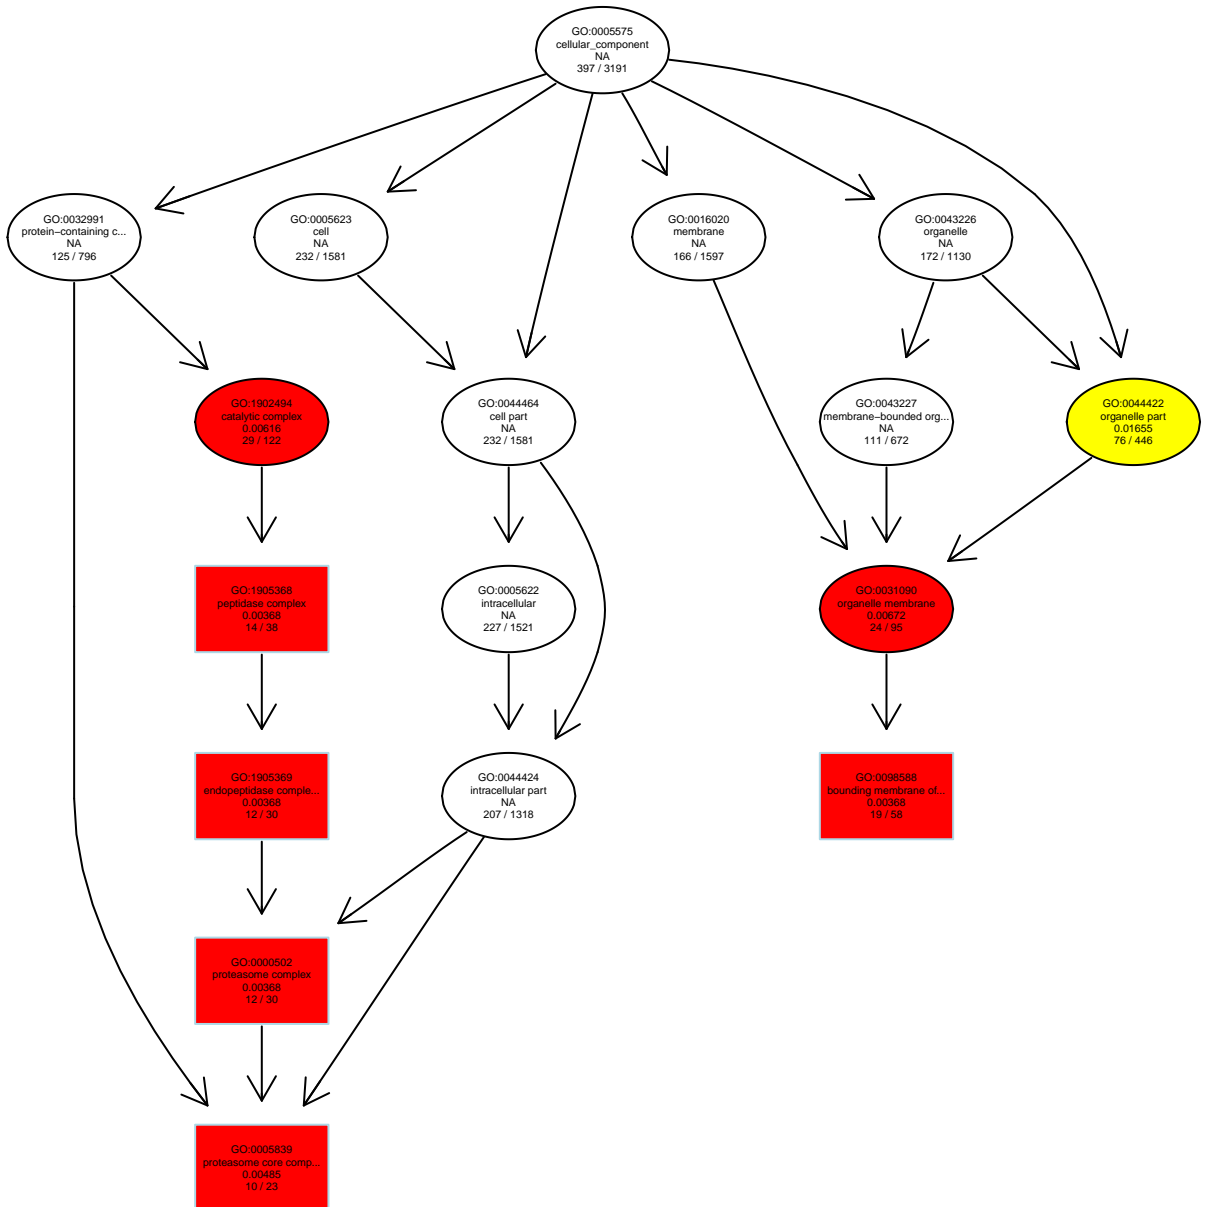 GO:0005575
cellular_component
NA
397 / 3191
GO:0032991
protein−containing c...
NA
125 / 796
GO:0005623
cell
NA
232 / 1581
GO:0016020
membrane
NA
166 / 1597
GO:0043226
organelle
NA
172 / 1130
GO:1902494
catalytic complex
0.00616
29 / 122
GO:0044464
cell part
NA
232 / 1581
GO:0043227
membrane−bounded org...
NA
111 / 672
GO:0044422
organelle part
0.01655
76 / 446
GO:1905368
peptidase complex
0.00368
14 / 38
GO:0005622
intracellular
NA
227 / 1521
GO:0031090
organelle membrane
0.00672
24 / 95
GO:1905369
endopeptidase comple...
0.00368
12 / 30
GO:0044424
intracellular part
NA
207 / 1318
GO:0098588
bounding membrane of...
0.00368
19 / 58
GO:0000502
proteasome complex
0.00368
12 / 30
GO:0005839
proteasome core comp...
0.00485
10 / 23